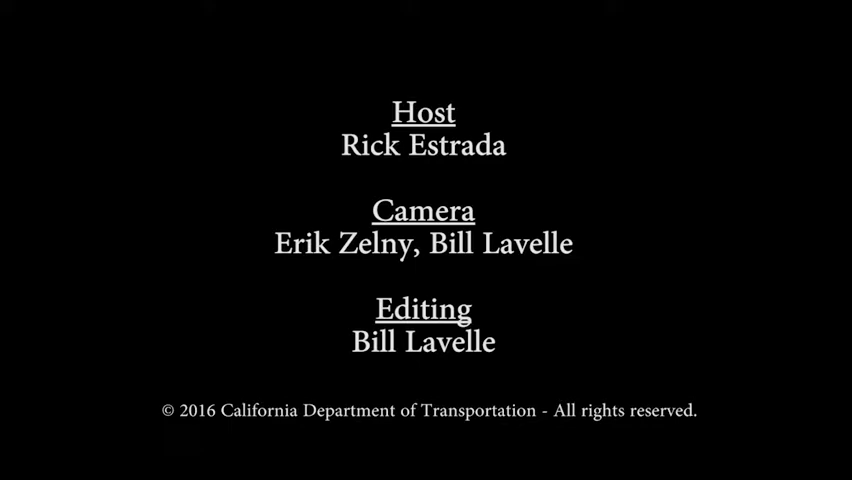 Host
Rick Estrada
Camera
Erik Zelny, Bill Lavelle
Editing
Bill Lavelle
© 2016 California Department of Transportation - All rights reserved.